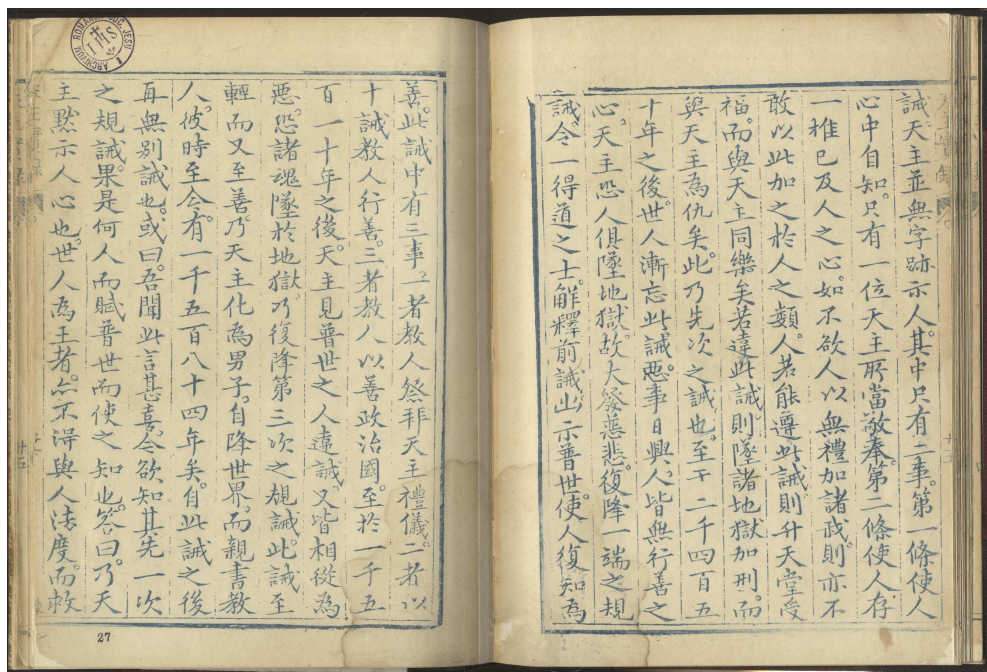 誡天主並無字跡示人。其中只有二事。第一條使人
心中自知。只有一位天主所當敬奉。第二條使人存
一推已及人之心。如不欲人以無禮加諸我。則亦不
敢以此加之於人之類。人若能遵此誡則升天堂受
福。而與天主同樂矣。若違此誡。則墜諸地獄加刑。而
與天主為仇矣。此乃先次之誡也。至于二千四百五
十年之後。世人漸忘此誡。惡事日興。人皆無行善之
心。天主恐人俱墜地獄。故大發慈悲。復降一端之規
誡。令一得道之士。解釋前誡。出示普世。使人復知為
善。此誡中有三事。一者教人祭拜天主禮儀。二者以
十誡教人行善。三者教人以善政治國。至於一千五
百一十年之後。天主見普世之人違誡。又皆相從為
惡。恐諸魂墜於地獄。乃復降第三次之規誡。此誡至
輕而又至善。乃天主化為男子。自降世界。而親書教
人。彼時至今。有一千五百八十四年矣。自此誡之後
再無別誡也。或曰。吾聞此言甚喜。今欲知其先一次
之規誡。果是何人而賦普世而使之知也。答曰。乃天
主默示人心也。世人為王者。亦不得與人法度。而教
天主實錄
廿五
27
ARCHIVUM ROMANUM SOC. JESU
IHS